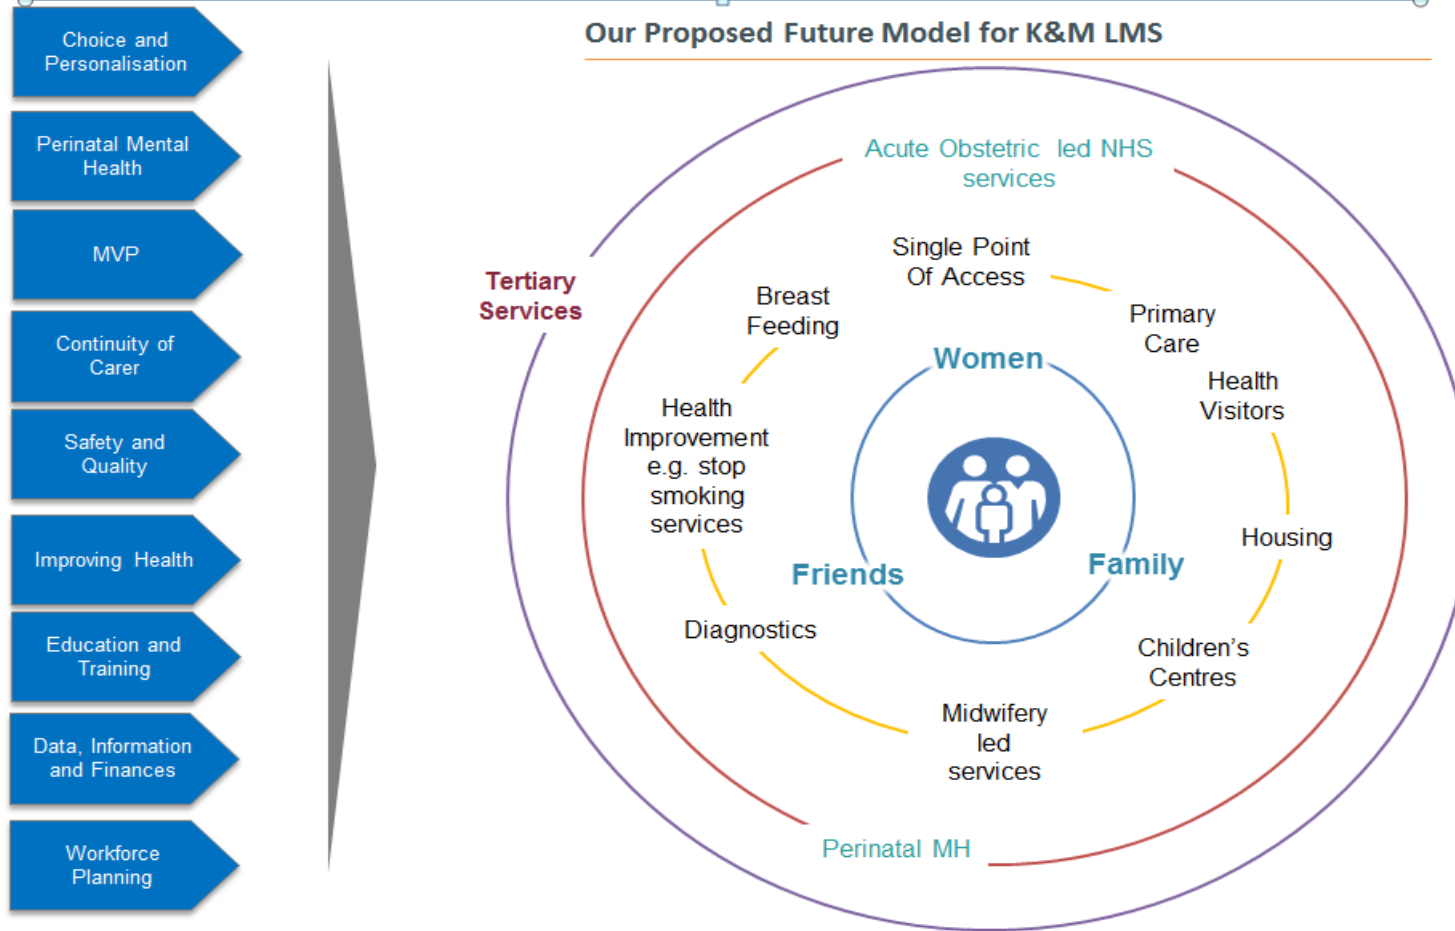 Our Proposed Future Model for K&M LMS
Choice and
Personalisation
Perinatal Mental
Health
MVP
Continuity of
Carer
Safety and
Quality
Improving Health
Education and
Training
Data, Information
and Finances
Workforce
Planning
Acute Obstetric led NHS
services
Tertiary
Services
Single Point
Of Access
Breast
Feeding
Primary
Care
Health
Visitors
Women
Health
Improvement
e.g. stop
smoking
services
Housing
Friends
Family
Diagnostics
Children's
Centres
Midwifery
led
services
Perinatal MH